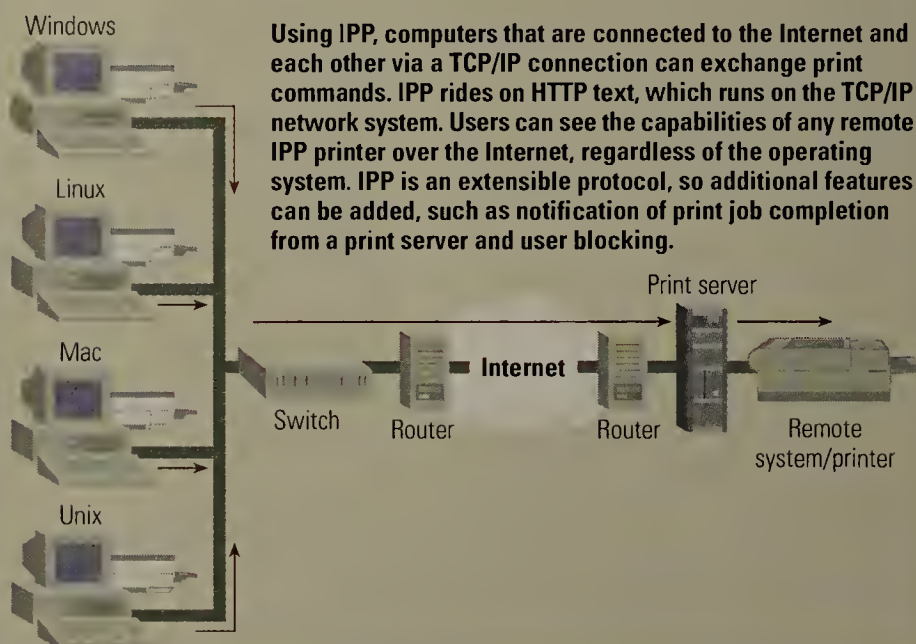 Windows
Using IPP, computers that are connected to the Internet and
each other via a TCP/IP connection can exchange print
commands. IPP rides on HTTP text, which runs on the TCP/IP
network system. Users can see the capabilities of any remote
IPP printer over the Internet, regardless of the operating
system. IPP is an extensible protocol, so additional features
can be added, such as notification of print job completion
from a print server and user blocking.
Linux
Print server
Mac
Internet
Switch
Router
Router
Remote
system/printer
Unix